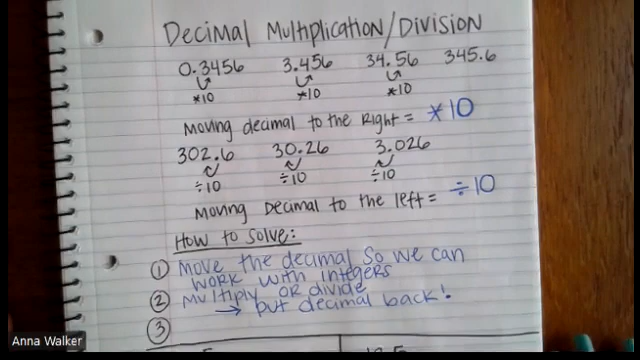 Decimal Multiplication/Division
0.3456 3.456 34.56 345.6
*10 *10 *10
Moving decimal to the Right = *10
302.6 30.26 3.026
÷10 ÷10 ÷10
Moving Decimal to the left = ÷10
How to solve:
① Move the decimal so we can
work with integers
② Multiply OR divide
→ put decimal back!
③
Anna Walker